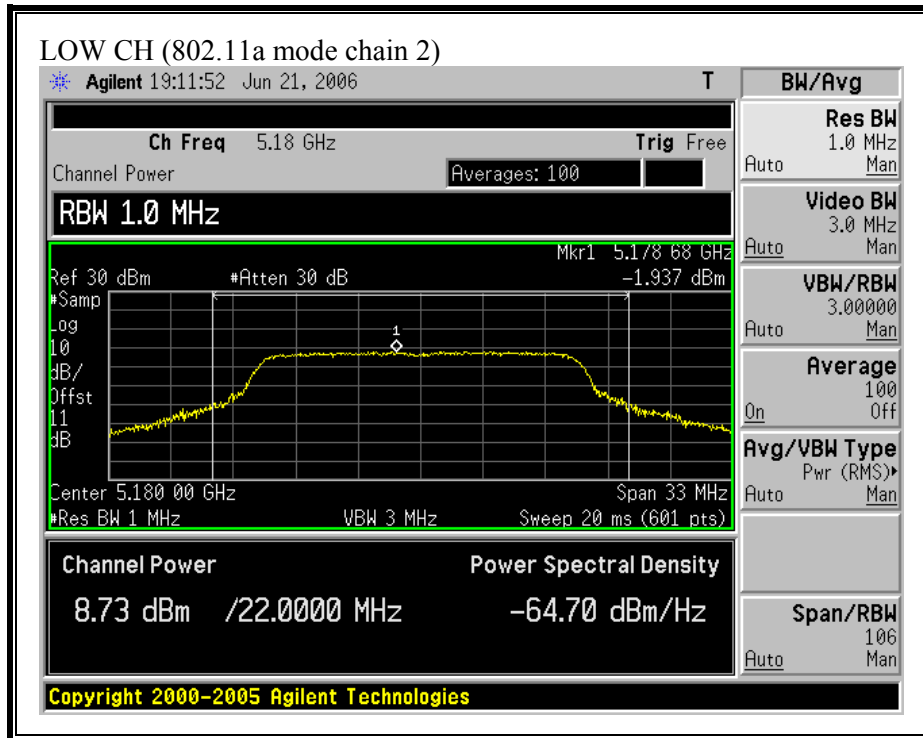 LOW CH (802.11a mode chain 2)
Agilent 19:11:52 Jun 21, 2006 T
Ch Freq 5.18 GHz Trig Free
Channel Power Averages: 100
RBW 1.0 MHz
Mkr1 5.178 68 GHz
Ref 30 dBm #Atten 30 dB -1.937 dBm
#Samp
Log
10
dB/
Offst
11
dB
1
Center 5.180 00 GHz Span 33 MHz
#Res BW 1 MHz VBW 3 MHz Sweep 20 ms (601 pts)
Channel Power Power Spectral Density
8.73 dBm /22.0000 MHz -64.70 dBm/Hz
Copyright 2000-2005 Agilent Technologies
BW/Avg
Res BW
1.0 MHz
Auto Man
Video BW
3.0 MHz
Auto Man
VBW/RBW
3.00000
Auto Man
Average
100
On Off
Avg/VBW Type
Pwr (RMS)▸
Auto Man
Span/RBW
106
Auto Man